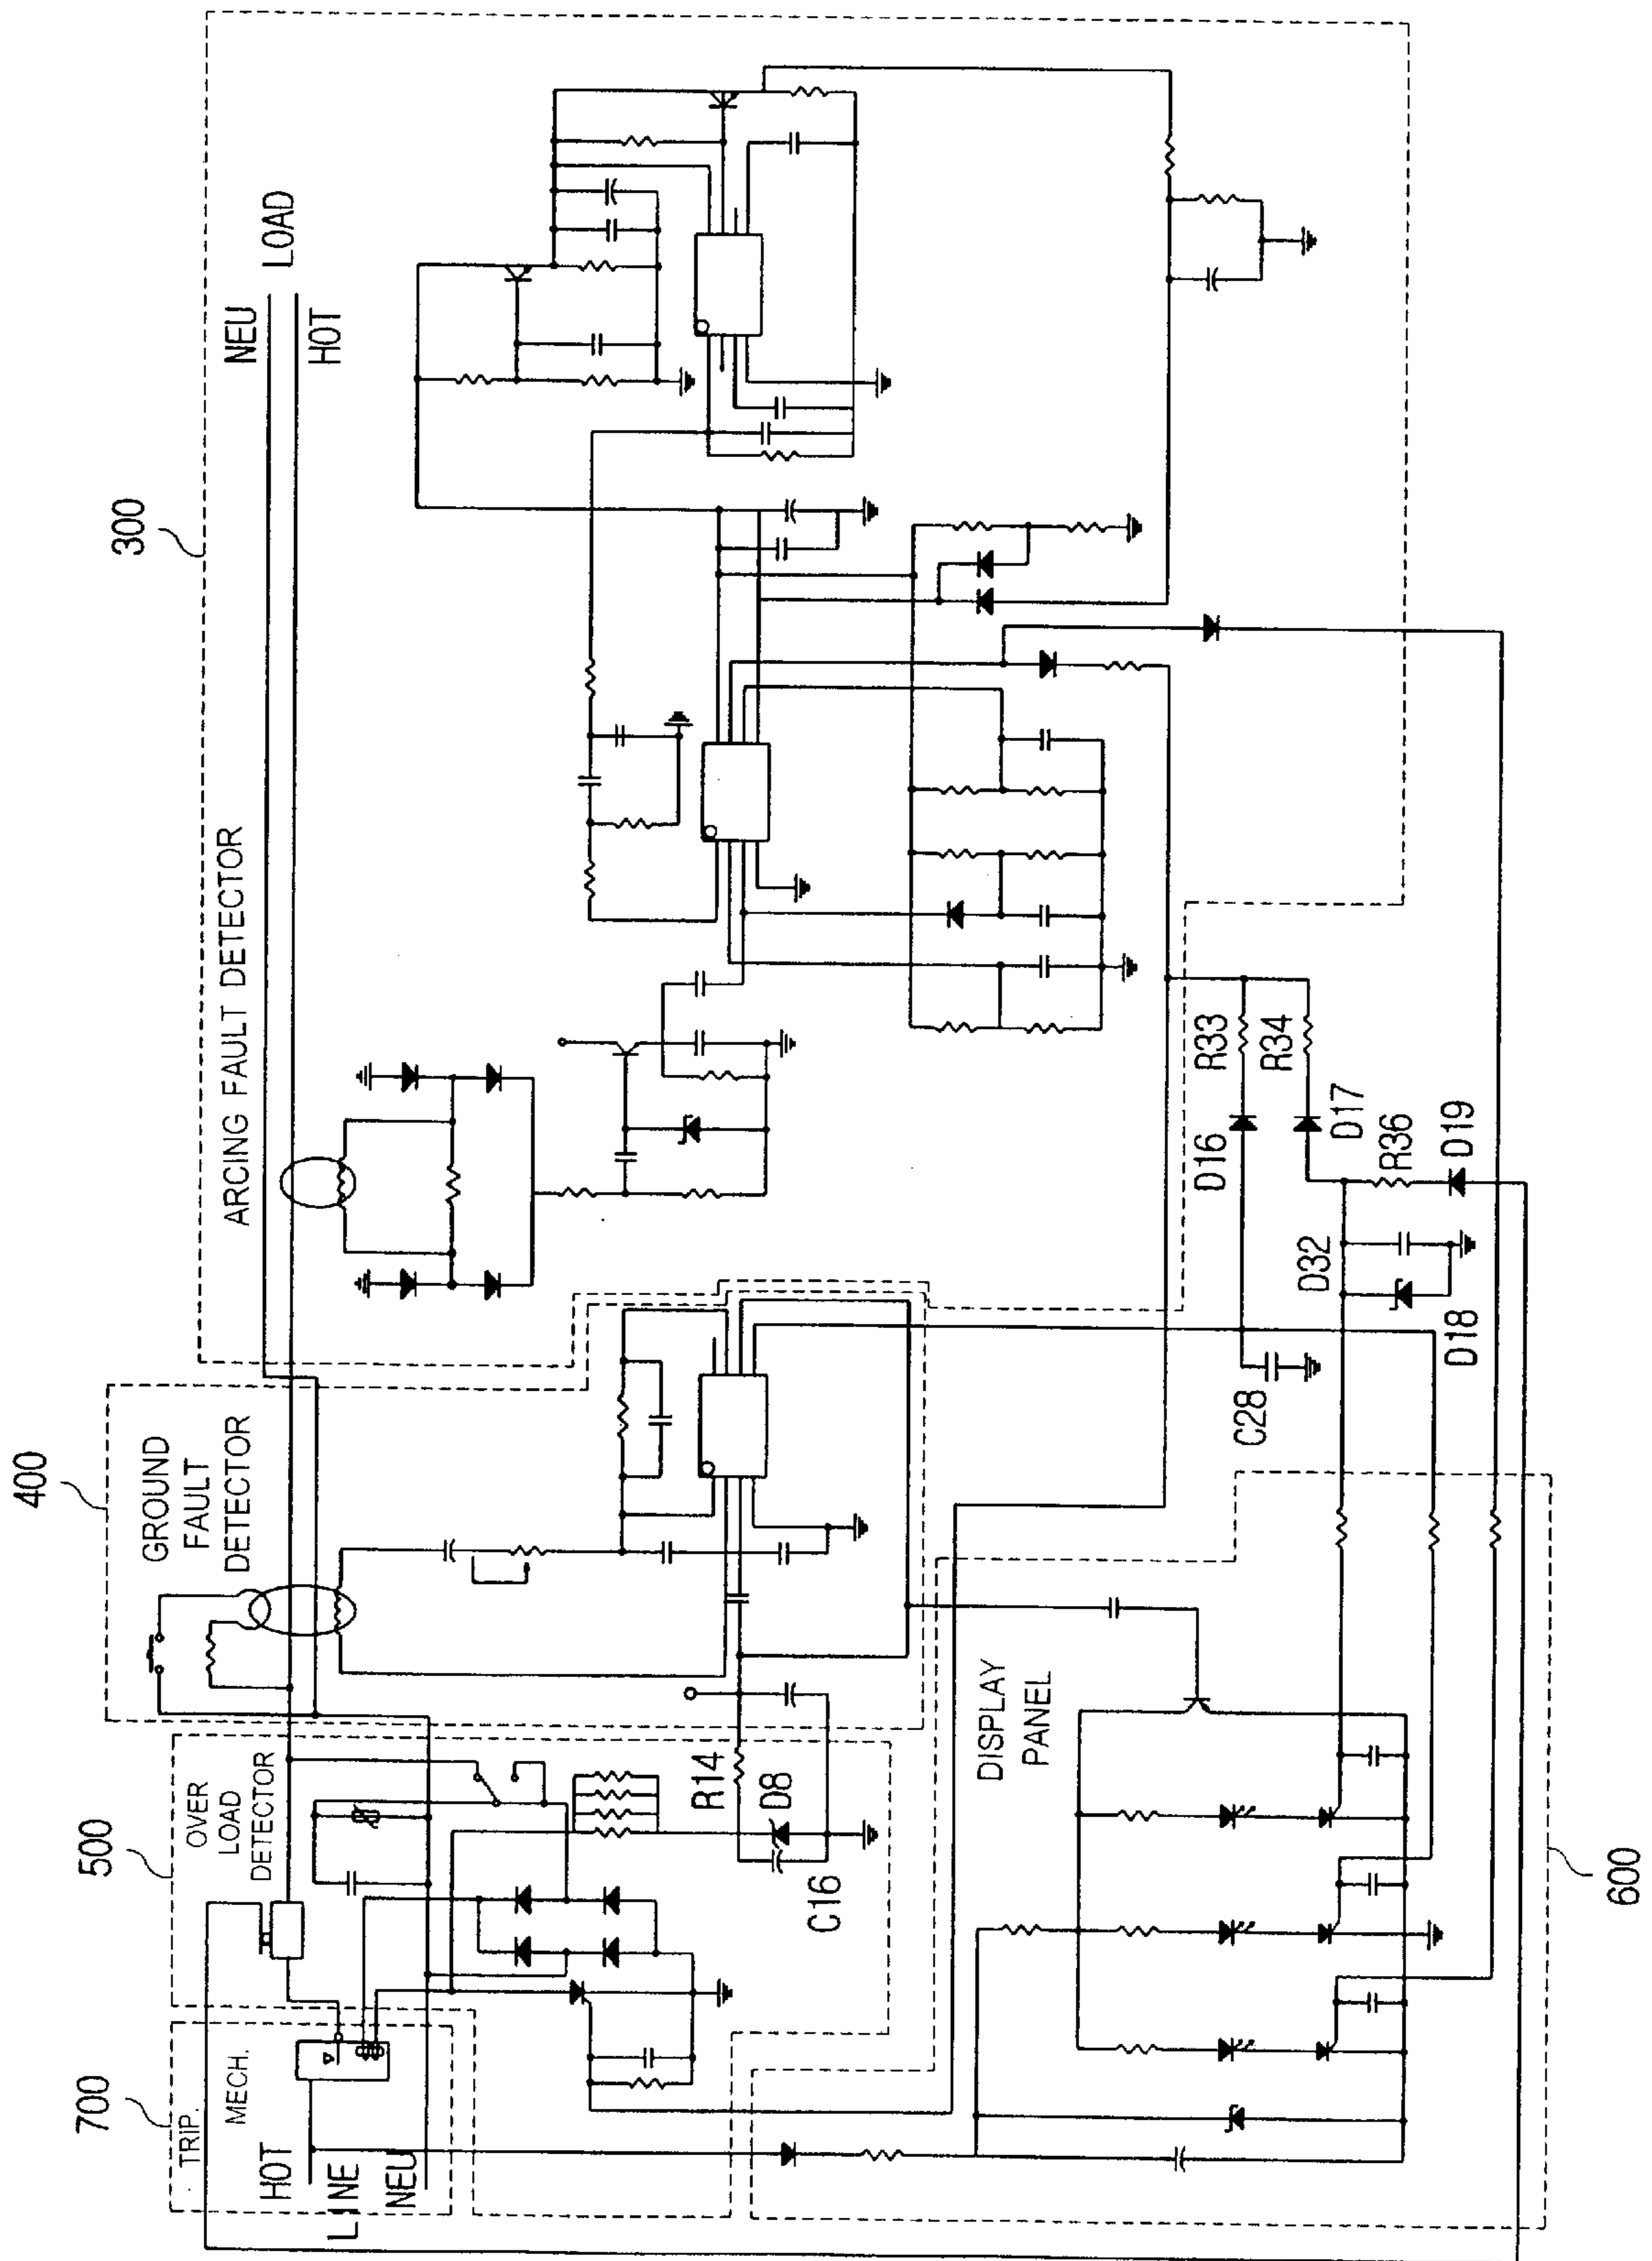 300
NEU
LOAD
HOT
ARCING FAULT DETECTOR
400
GROUND
FAULT
DETECTOR
500
OVER
LOAD
DETECTOR
700
TRIP.
MECH.
HOT
LINE
NEU
R14
D8
C16
R33
R34
D16
D17
R36
D19
D32
D18
C28
DISPLAY
PANEL
600